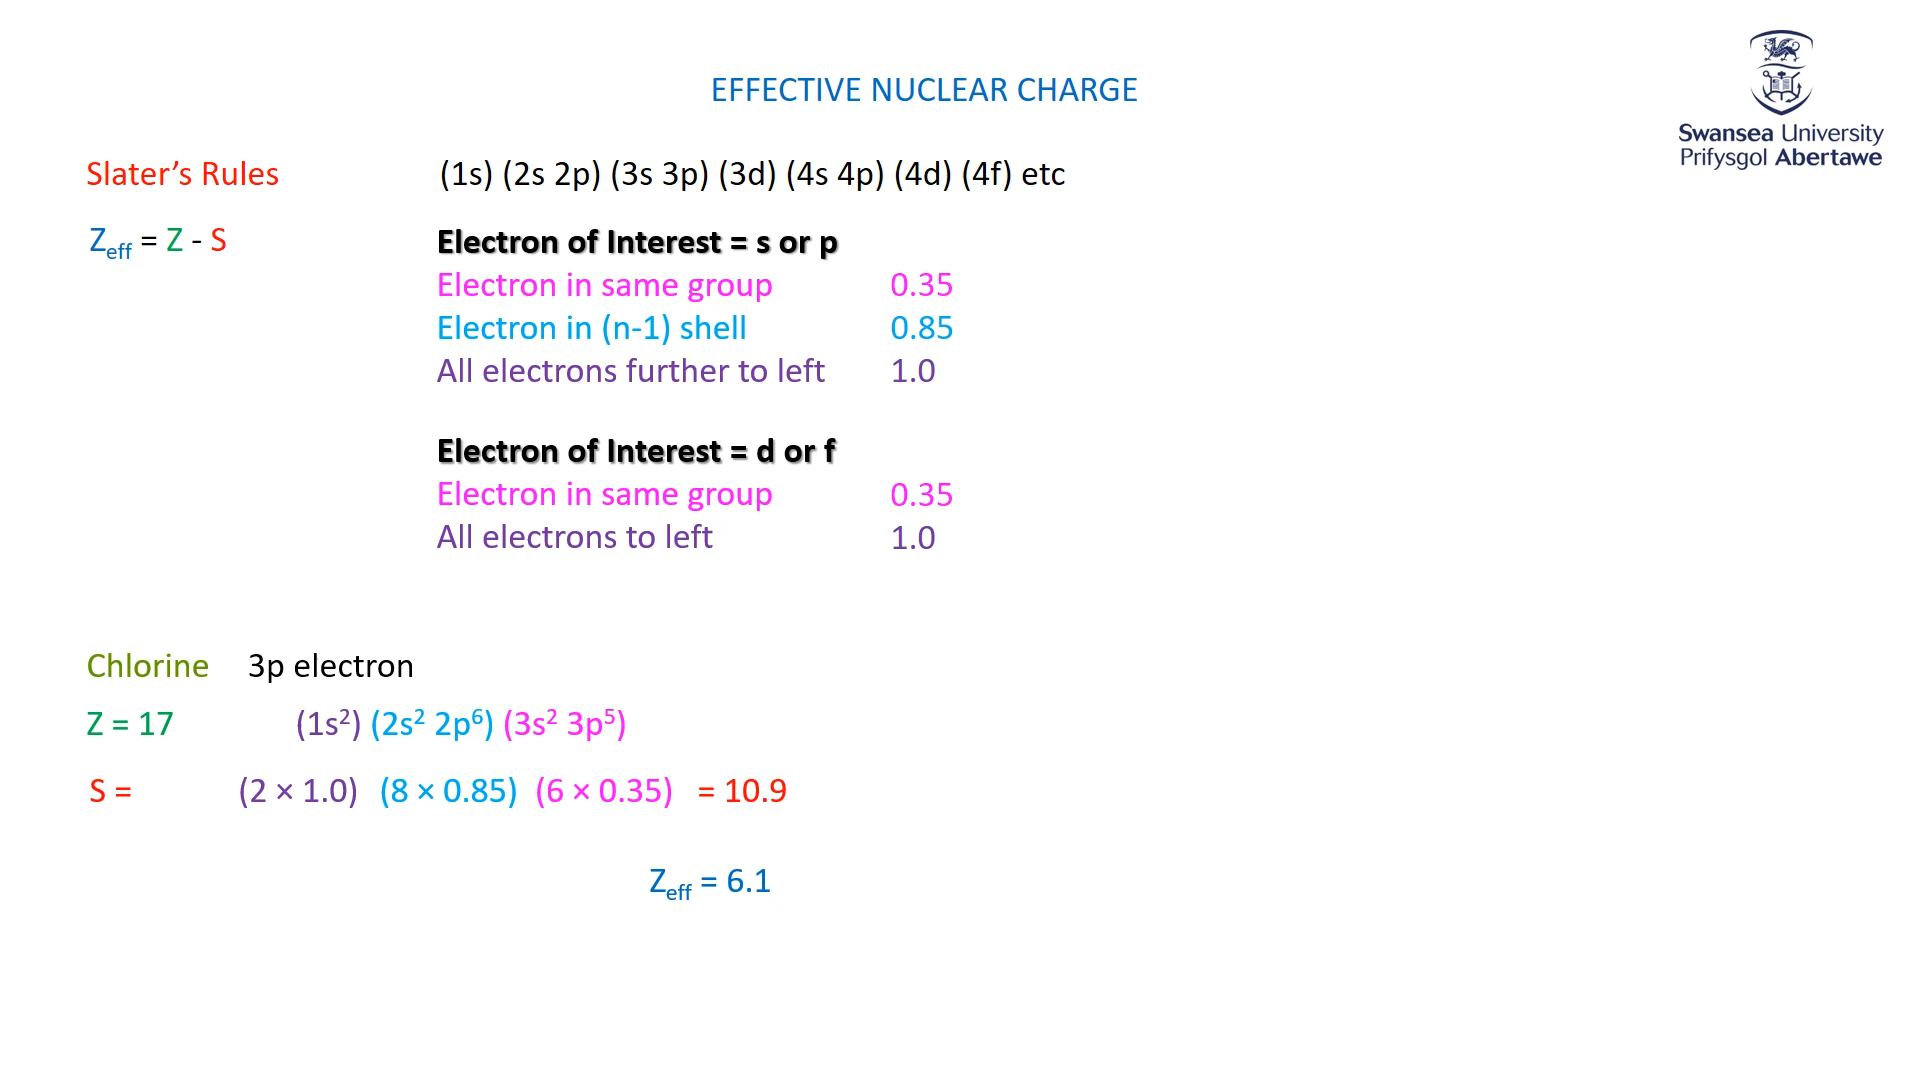 EFFECTIVE NUCLEAR CHARGE
Swansea University
Prifysgol Abertawe
Slater’s Rules (1s) (2s 2p) (3s 3p) (3d) (4s 4p) (4d) (4f) etc
Zeff = Z - S
Electron of Interest = s or p
Electron in same group 0.35
Electron in (n-1) shell 0.85
All electrons further to left 1.0
Electron of Interest = d or f
Electron in same group 0.35
All electrons to left 1.0
Chlorine 3p electron
Z = 17 (1s²) (2s² 2p⁶) (3s² 3p⁵)
S = (2 × 1.0) (8 × 0.85) (6 × 0.35) = 10.9
Zeff = 6.1